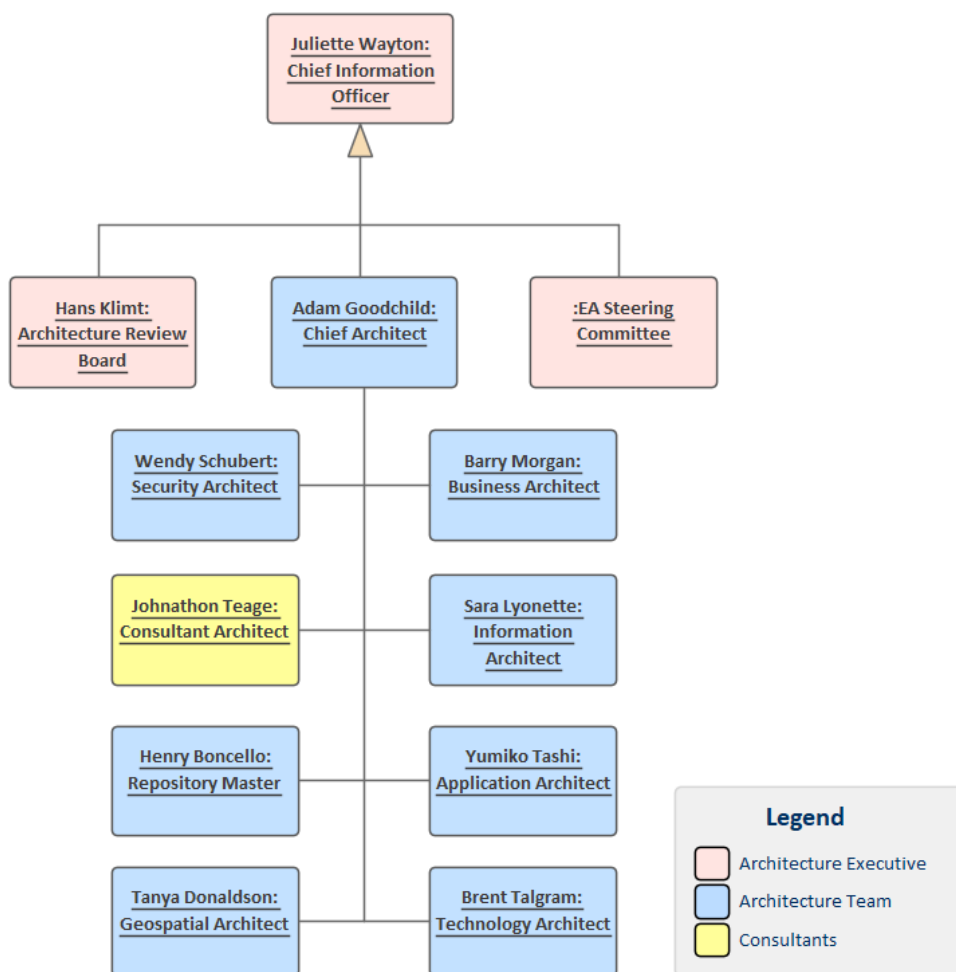 Juliette Wayton:
Chief Information
Officer
Hans Klimt:
Architecture Review
Board
Adam Goodchild:
Chief Architect
:EA Steering
Committee
Wendy Schubert:
Security Architect
Barry Morgan:
Business Architect
Johnathon Teage:
Consultant Architect
Sara Lyonette:
Information
Architect
Henry Boncello:
Repository Master
Yumiko Tashi:
Application Architect
Tanya Donaldson:
Geospatial Architect
Brent Talgram:
Technology Architect
Legend
Architecture Executive
Architecture Team
Consultants